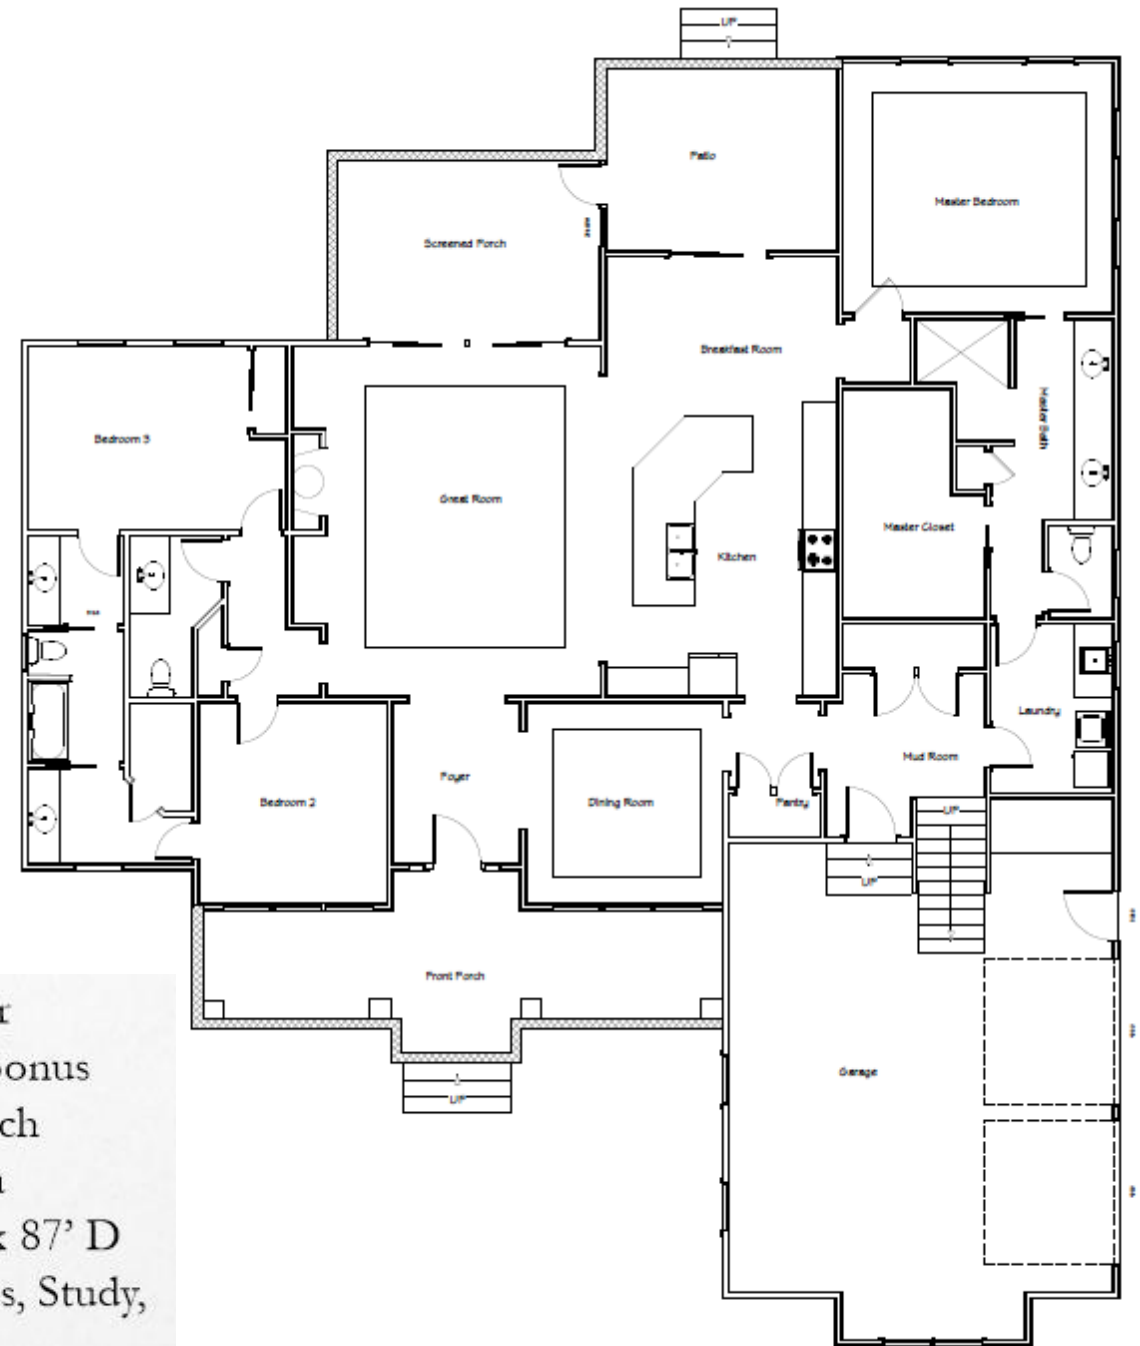 UP
Patio
Master Bedroom
Screened Porch
Breakfast Room
Master Bath
Bedroom 3
Great Room
Kitchen
Master Closet
Laundry
Mud Room
Foyer
Bedroom 2
Dining Room
Pantry
UP
UP
Front Porch
Garage
UP
r
bonus
ch
x 87' D
s, Study,